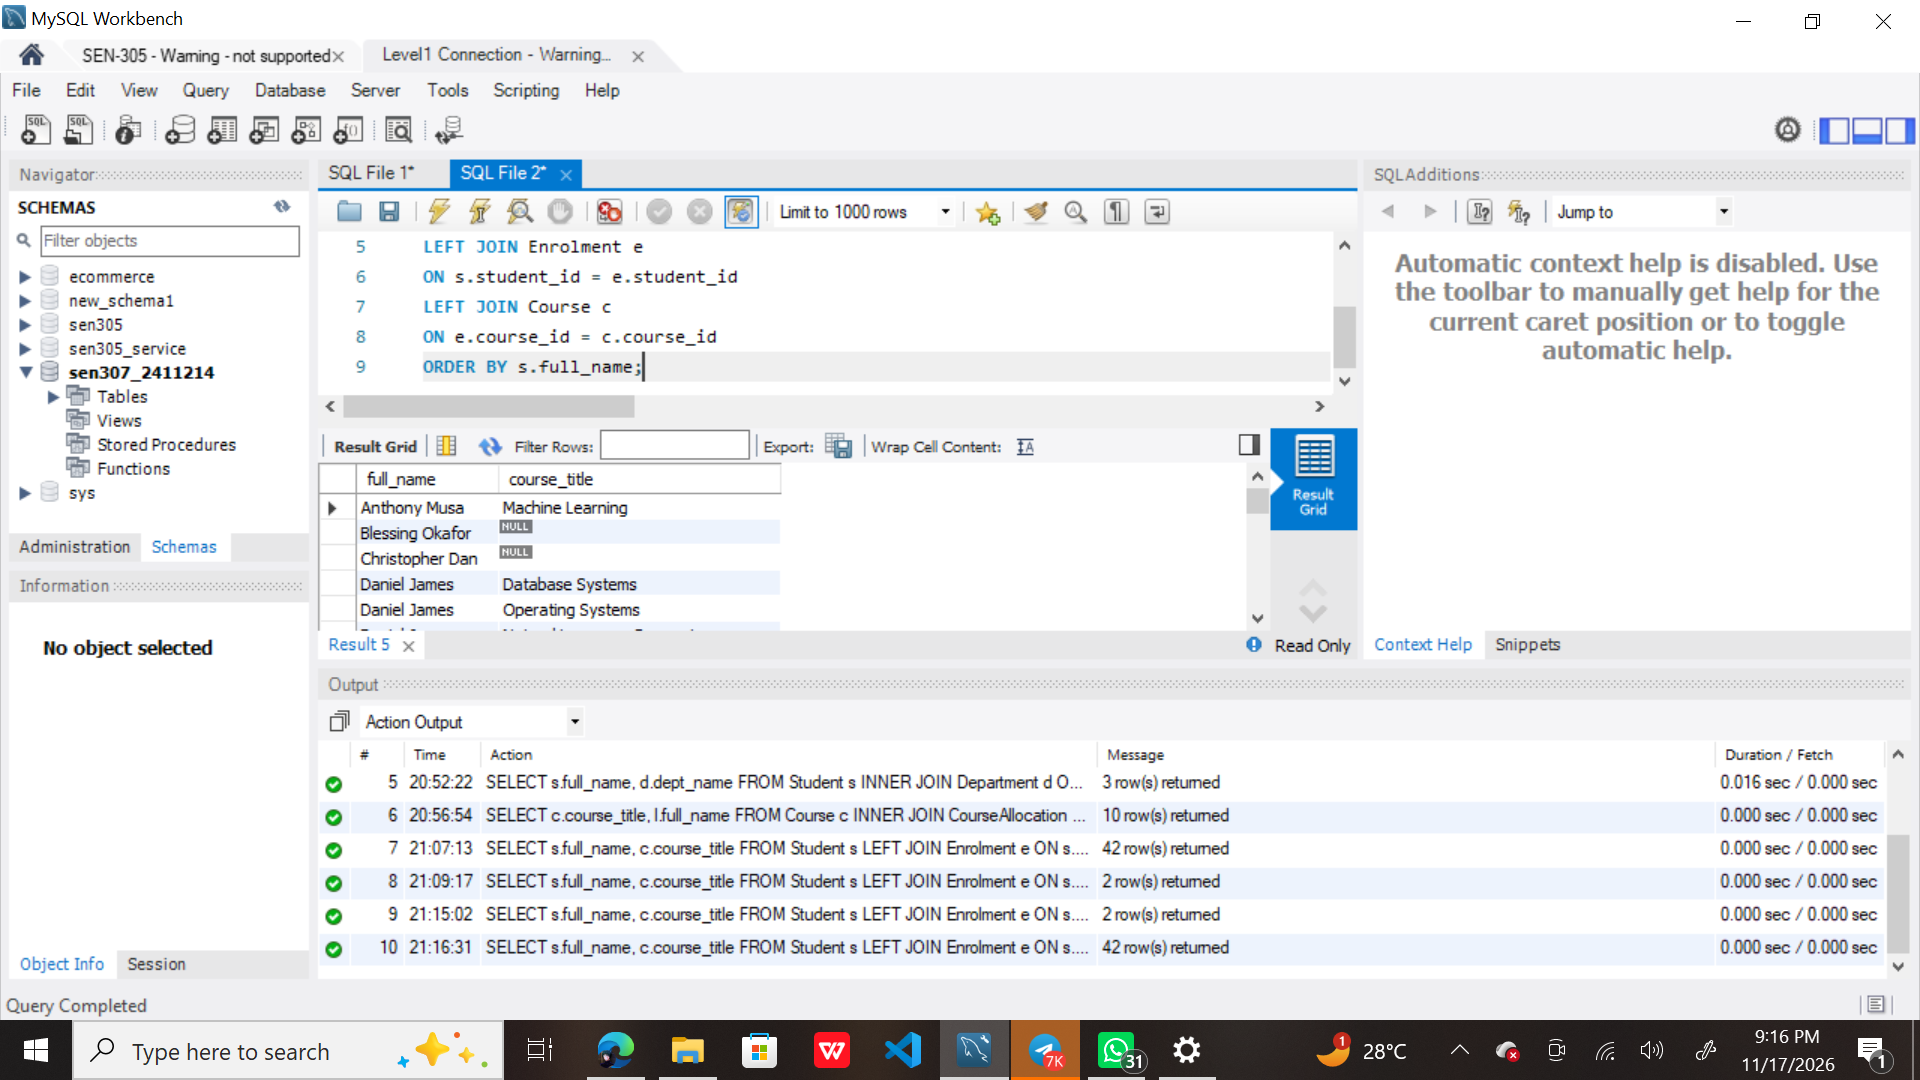 MySQL Workbench
SEN-305 - Warning - not supported
Level1 Connection - Warning...
File Edit View Query Database Server Tools Scripting Help
Navigator
SCHEMAS
Filter objects
ecommerce
new_schema1
sen305
sen305_service
sen307_2411214
Tables
Views
Stored Procedures
Functions
sys
Administration Schemas
Information
No object selected
Object Info Session
SQL File 1* SQL File 2*
Limit to 1000 rows
5 LEFT JOIN Enrolment e
6 ON s.student_id = e.student_id
7 LEFT JOIN Course c
8 ON e.course_id = c.course_id
9 ORDER BY s.full_name;
Result Grid Filter Rows: Export: Wrap Cell Content:
full_name course_title
Anthony Musa Machine Learning
Blessing Okafor NULL
Christopher Dan NULL
Daniel James Database Systems
Daniel James Operating Systems
Result Grid
Result 5
Read Only
SQLAdditions
Jump to
Automatic context help is disabled. Use
the toolbar to manually get help for the
current caret position or to toggle
automatic help.
Context Help Snippets
Output
Action Output
# Time Action Message Duration / Fetch
5 20:52:22 SELECT s.full_name, d.dept_name FROM Student s INNER JOIN Department d O... 3 row(s) returned 0.016 sec / 0.000 sec
6 20:56:54 SELECT c.course_title, l.full_name FROM Course c INNER JOIN CourseAllocation ... 10 row(s) returned 0.000 sec / 0.000 sec
7 21:07:13 SELECT s.full_name, c.course_title FROM Student s LEFT JOIN Enrolment e ON s.... 42 row(s) returned 0.000 sec / 0.000 sec
8 21:09:17 SELECT s.full_name, c.course_title FROM Student s LEFT JOIN Enrolment e ON s.... 2 row(s) returned 0.000 sec / 0.000 sec
9 21:15:02 SELECT s.full_name, c.course_title FROM Student s LEFT JOIN Enrolment e ON s.... 2 row(s) returned 0.000 sec / 0.000 sec
10 21:16:31 SELECT s.full_name, c.course_title FROM Student s LEFT JOIN Enrolment e ON s.... 42 row(s) returned 0.000 sec / 0.000 sec
Query Completed
Type here to search
7K
31
1
28°C
9:16 PM
11/17/2026
1